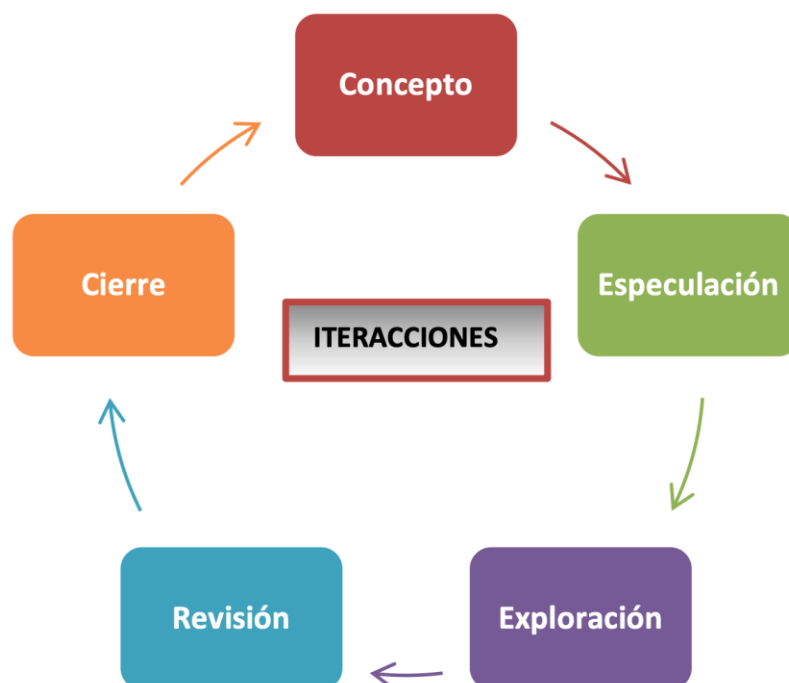 Concepto
Especulación
Exploración
Revisión
Cierre
ITERACCIONES